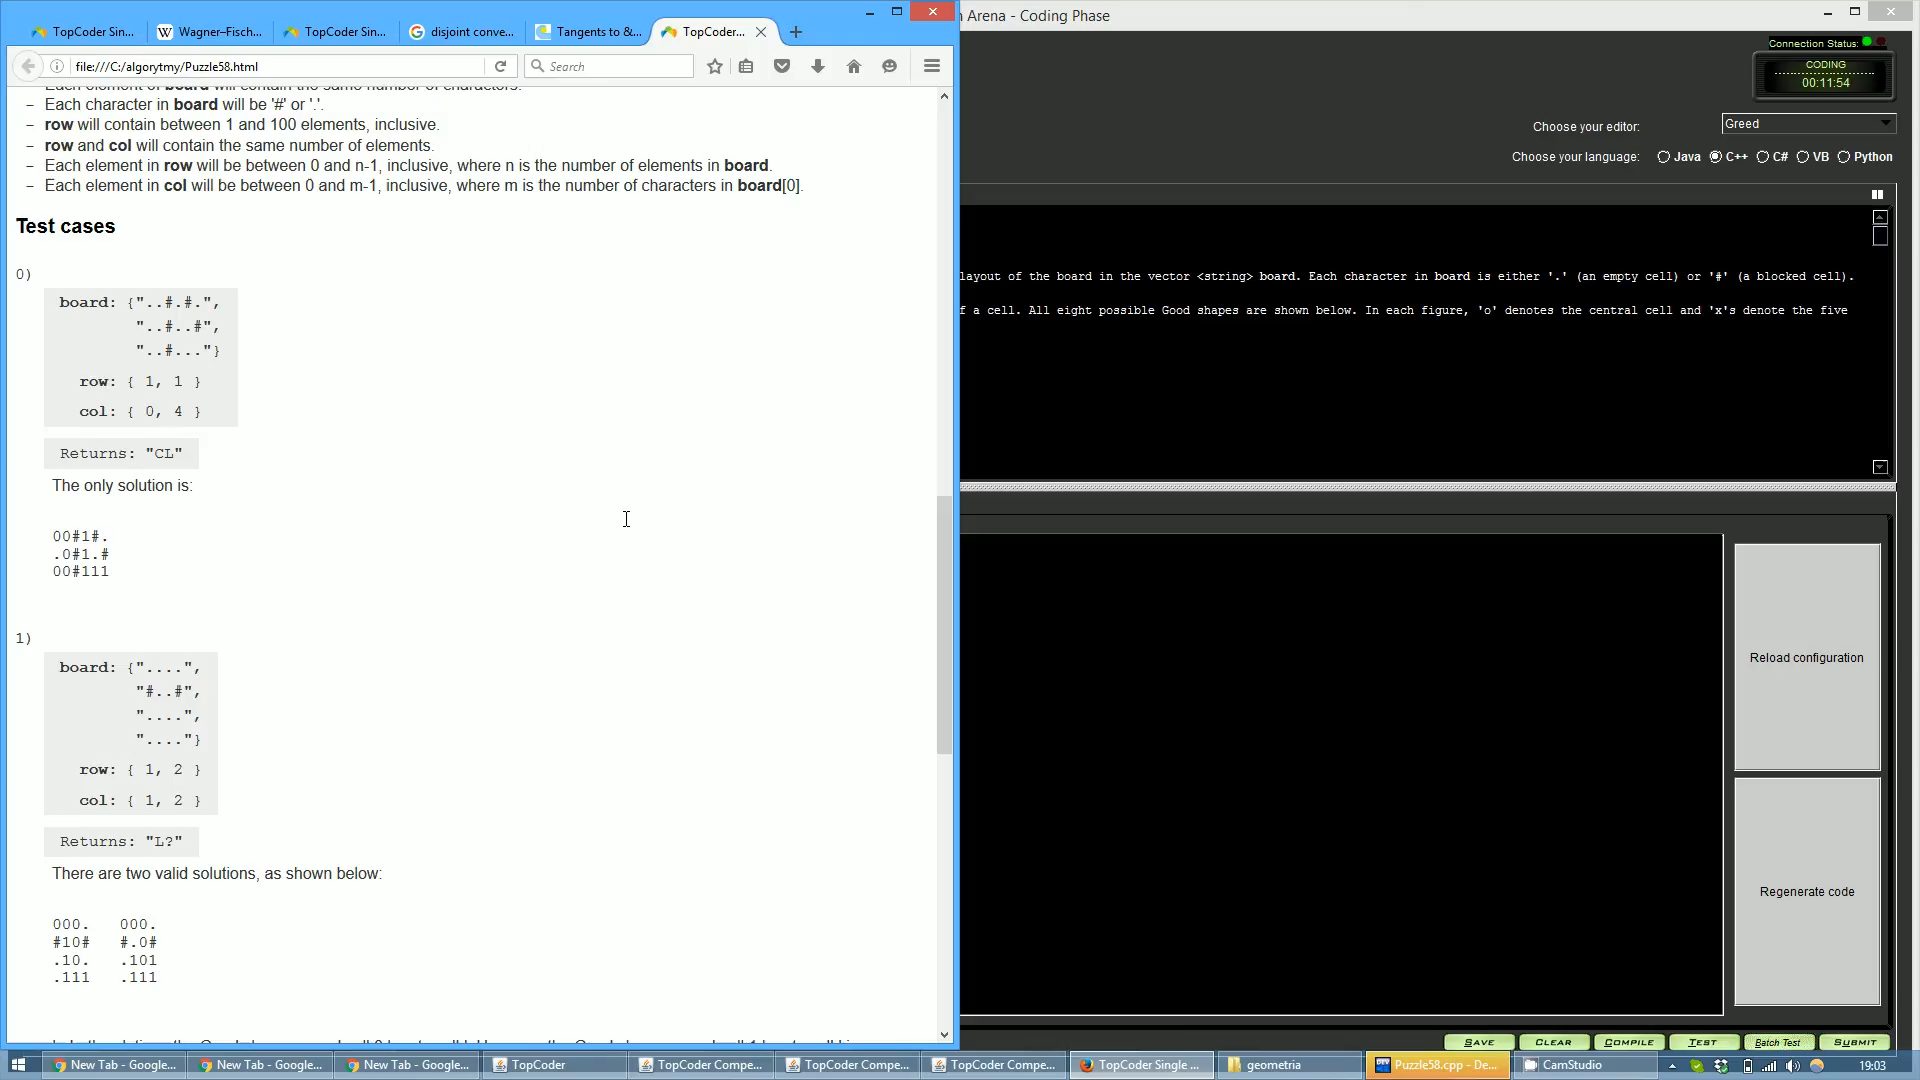 TopCoder Sin...
Wagner–Fisch...
TopCoder Sin...
disjoint conve...
Tangents to &...
TopCoder...
file:///C:/algorytmy/Puzzle58.html
Search
– Each character in board will be '#' or '.'.
– row will contain between 1 and 100 elements, inclusive.
– row and col will contain the same number of elements.
– Each element in row will be between 0 and n-1, inclusive, where n is the number of elements in board.
– Each element in col will be between 0 and m-1, inclusive, where m is the number of characters in board[0].
Test cases
0)
board: {"..#.#.",
"..#..#",
"..#..."}
row: { 1, 1 }
col: { 0, 4 }
Returns: "CL"
The only solution is:
00#1#.
.0#1.#
00#111
1)
board: {"....",
"#..#",
"....",
"...."}
row: { 1, 2 }
col: { 1, 2 }
Returns: "L?"
There are two valid solutions, as shown below:
000. 000.
#10# #.0#
.10. .101
.111 .111
Arena - Coding Phase
Connection Status:
CODING
00:11:54
Choose your editor:
Greed
Choose your language:
Java
C++
C#
VB
Python
layout of the board in the vector <string> board. Each character in board is either '.' (an empty cell) or '#' (a blocked cell).
f a cell. All eight possible Good shapes are shown below. In each figure, 'o' denotes the central cell and 'x's denote the five
Reload configuration
Regenerate code
SAVE
CLEAR
COMPILE
TEST
Batch Test
SUBMIT
New Tab - Google...
New Tab - Google...
New Tab - Google...
TopCoder
TopCoder Compe...
TopCoder Compe...
TopCoder Compe...
TopCoder Single ...
geometria
Puzzle58.cpp - De...
CamStudio
19:03